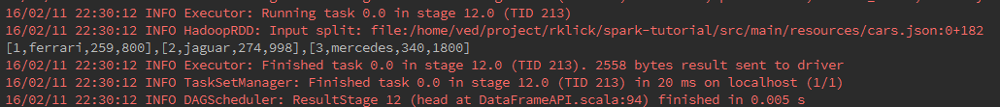 16/02/11 22:30:12 INFO Executor: Running task 0.0 in stage 12.0 (TID 213)
16/02/11 22:30:12 INFO HadoopRDD: Input split: file:/home/ved/project/rklick/spark-tutorial/src/main/resources/cars.json:0+182
[1,ferrari,259,800],[2,jaguar,274,998],[3,mercedes,340,1800]
16/02/11 22:30:12 INFO Executor: Finished task 0.0 in stage 12.0 (TID 213). 2558 bytes result sent to driver
16/02/11 22:30:12 INFO TaskSetManager: Finished task 0.0 in stage 12.0 (TID 213) in 20 ms on localhost (1/1)
16/02/11 22:30:12 INFO DAGScheduler: ResultStage 12 (head at DataFrameAPI.scala:94) finished in 0.005 s